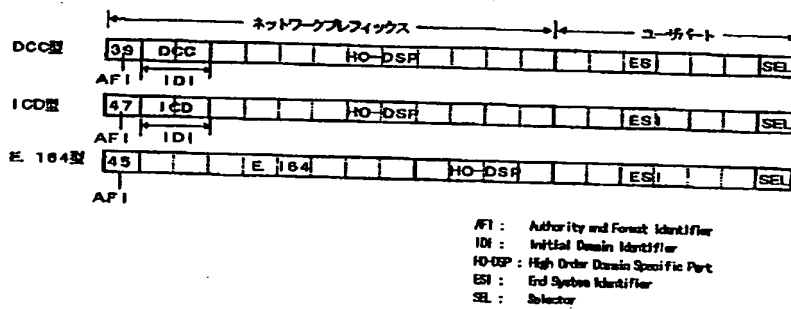 ネットワークプレフィックス ユーザパート
DCC型 39 DCC HO-DSP ES SEL
AFI IDI
ICD型 47 ICD HO-DSP ESI SEL
AFI IDI
E. 164型 45 E. 164 HO-DSP ESI SEL
AFI
AFI : Authority and Format Identifier
IDI : Initial Domain Identifier
HO-DSP : High Order Domain Specific Part
ESI : End System Identifier
SEL : Selector